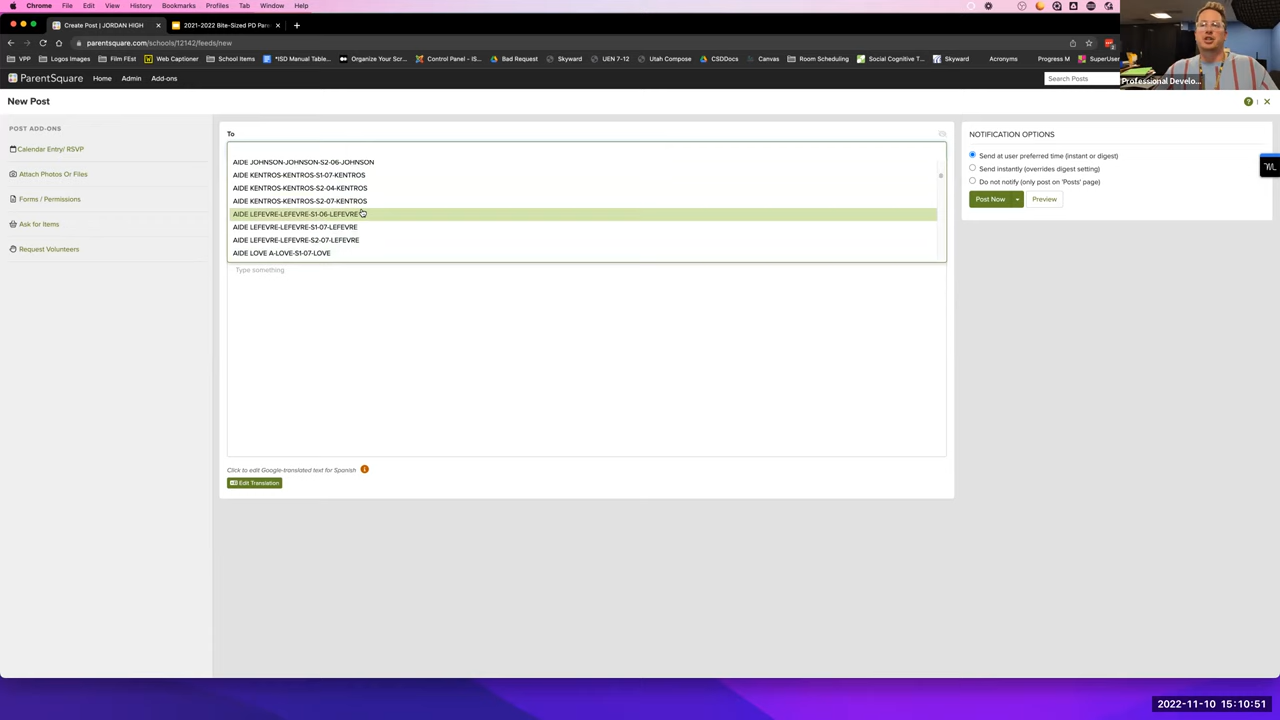 Chrome File Edit View History Bookmarks Profiles Tab Window Help
Create Post | JORDAN HIGH
2021-2022 Bite-Sized PD Pare
parentsquare.com/schools/12142/feeds/new
VPP Logos Images Film FEst Web Captioner School Items *ISD Manual Table... Organize Your Scr... Control Panel - IS... Bad Request Skyward UEN 7-12 Utah Compose CSDDocs Canvas Room Scheduling Social Cognitive T... Skyward Acronyms Progress M SuperUser
ParentSquare Home Admin Add-ons Search Posts
Professional Develo...
New Post
POST ADD-ONS
Calendar Entry/ RSVP
Attach Photos Or Files
Forms / Permissions
Ask for Items
Request Volunteers
To
AIDE JOHNSON-JOHNSON-S2-06-JOHNSON
AIDE KENTROS-KENTROS-S1-07-KENTROS
AIDE KENTROS-KENTROS-S2-04-KENTROS
AIDE KENTROS-KENTROS-S2-07-KENTROS
AIDE LEFEVRE-LEFEVRE-S1-06-LEFEVRE
AIDE LEFEVRE-LEFEVRE-S1-07-LEFEVRE
AIDE LEFEVRE-LEFEVRE-S2-07-LEFEVRE
AIDE LOVE A-LOVE-S1-07-LOVE
Type something
Click to edit Google-translated text for Spanish
Edit Translation
NOTIFICATION OPTIONS
Send at user preferred time (instant or digest)
Send instantly (overrides digest setting)
Do not notify (only post on 'Posts' page)
Post Now Preview
2022-11-10 15:10:51